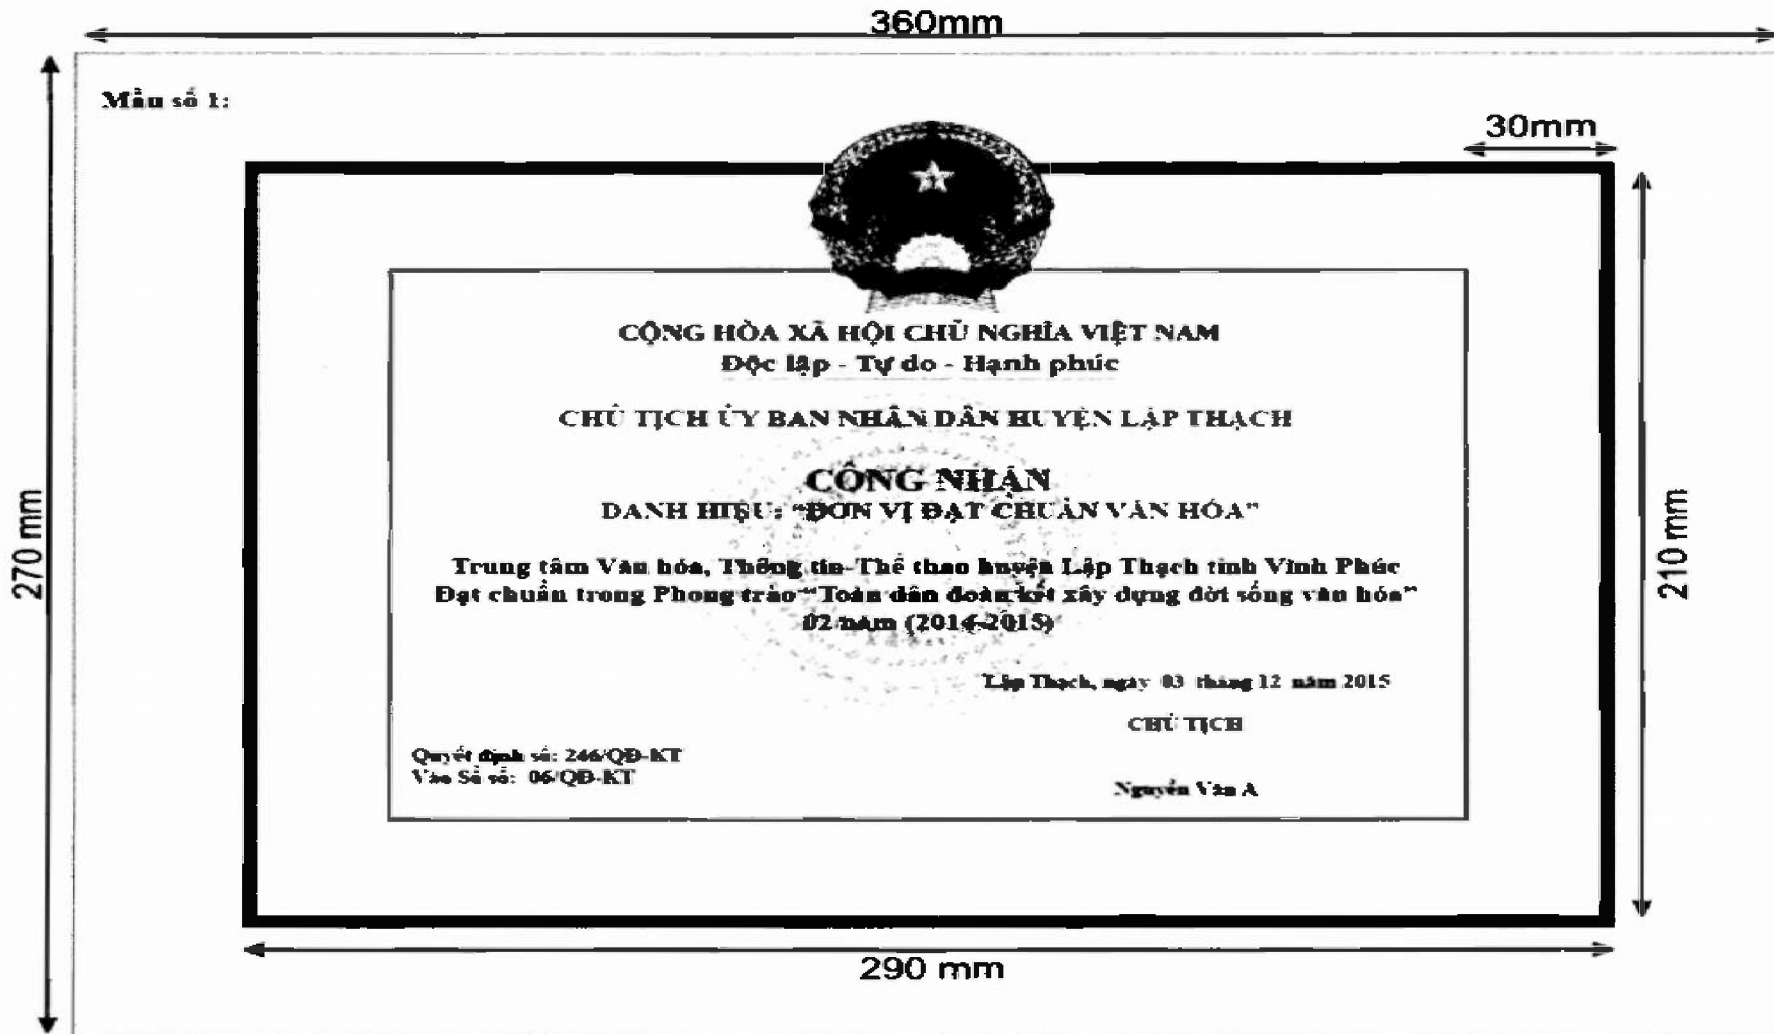 360mm
Mẫu số 1:
30mm
CỘNG HÒA XÃ HỘI CHỦ NGHĨA VIỆT NAM
Độc lập - Tự do - Hạnh phúc
CHỦ TỊCH ỦY BAN NHÂN DÂN HUYỆN LẬP THẠCH
CÔNG NHẬN
DANH HIỆU: “ĐƠN VỊ ĐẠT CHUẨN VĂN HÓA”
270 mm
210 mm
Trung tâm Văn hóa, Thông tin-Thể thao huyện Lập Thạch tỉnh Vĩnh Phúc
Đạt chuẩn trong Phong trào “Toàn dân đoàn kết xây dựng đời sống văn hóa”
02 năm (2014-2015)
Lập Thạch, ngày 03 tháng 12 năm 2015
CHỦ TỊCH
Quyết định số: 246/QĐ-KT
Vào Sổ số: 06/QĐ-KT
Nguyễn Văn A
290 mm